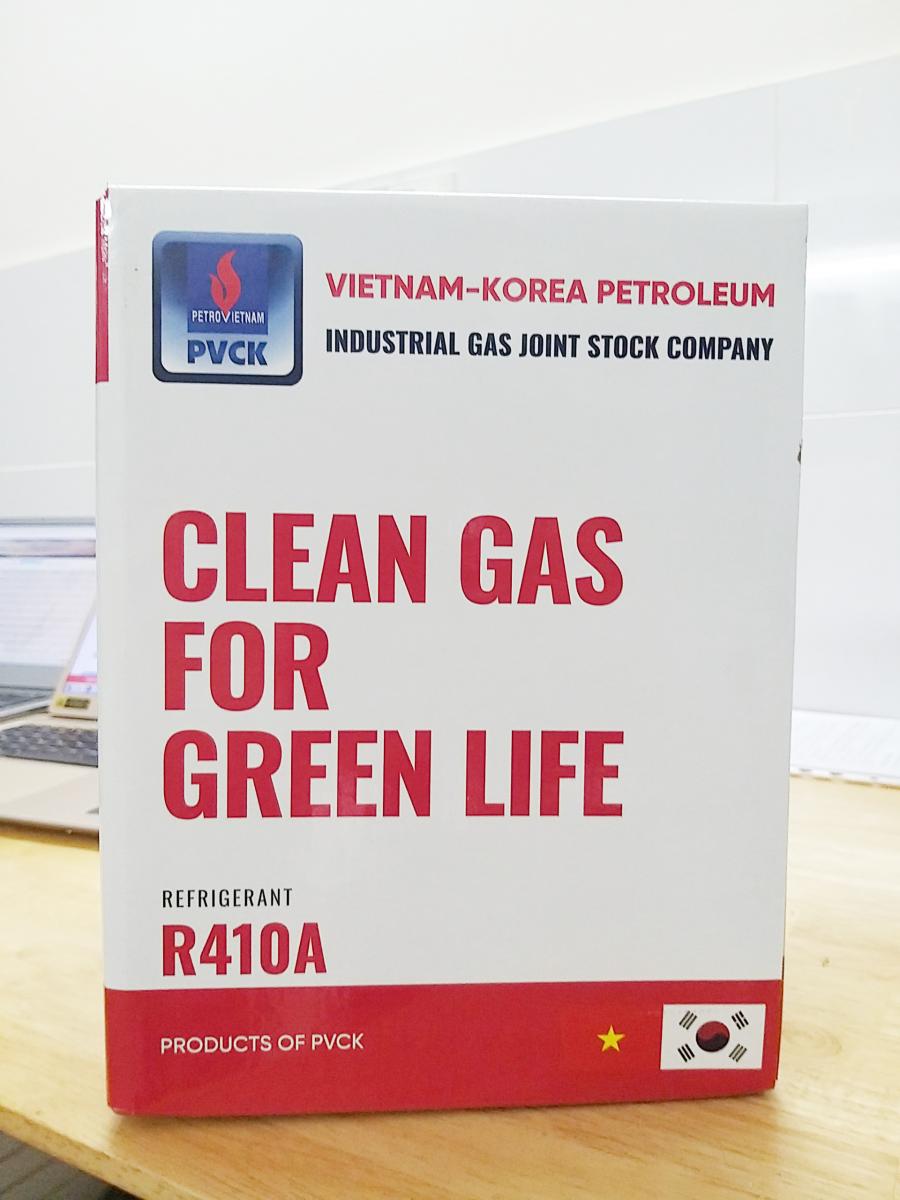 PETROVIETNAM
PVCK
VIETNAM-KOREA PETROLEUM
INDUSTRIAL GAS JOINT STOCK COMPANY
CLEAN GAS
FOR
GREEN LIFE
REFRIGERANT
R410A
PRODUCTS OF PVCK